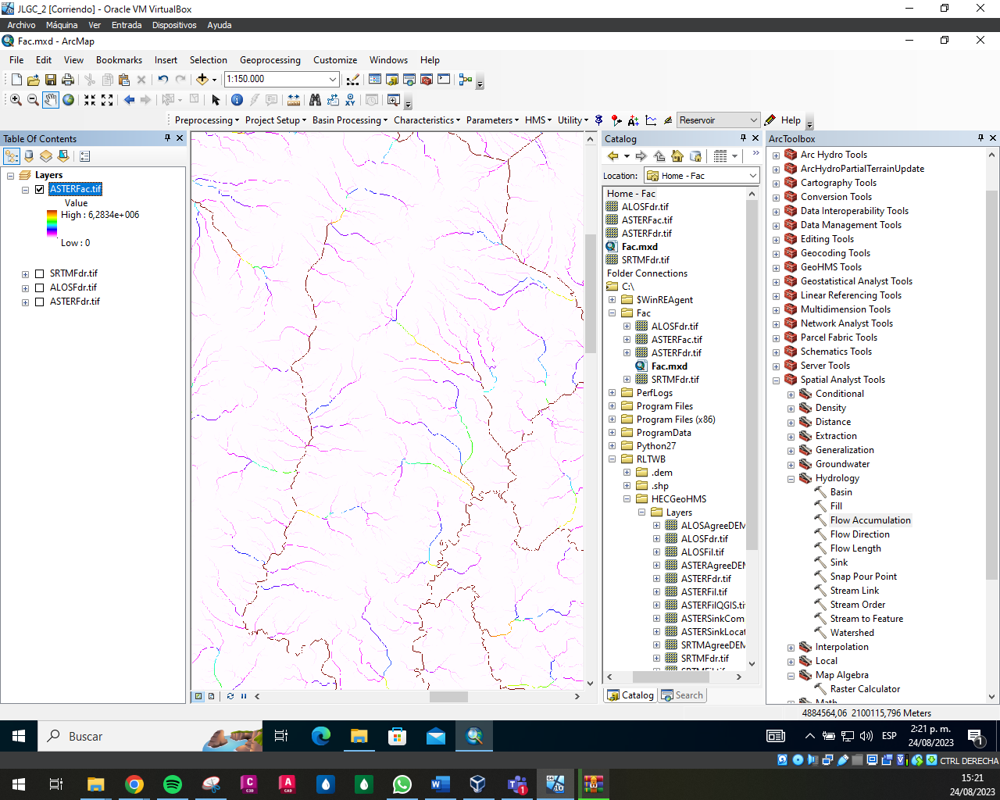 JLGC_2 [Corriendo] - Oracle VM VirtualBox
Archivo Máquina Ver Entrada Dispositivos Ayuda
Fac.mxd - ArcMap
File Edit View Bookmarks Insert Selection Geoprocessing Customize Windows Help
1:150.000
Preprocessing Project Setup Basin Processing Characteristics Parameters HMS Utility Reservoir Help
Table Of Contents
Layers
ASTERFac.tif
Value
High : 6,2834e+006
Low : 0
SRTMFdr.tif
ALOSFdr.tif
ASTERFdr.tif
Catalog
Location: Home - Fac
Home - Fac
ALOSFdr.tif
ASTERFac.tif
ASTERFdr.tif
Fac.mxd
SRTMFdr.tif
Folder Connections
C:\
$WinREAgent
Fac
ALOSFdr.tif
ASTERFac.tif
ASTERFdr.tif
Fac.mxd
SRTMFdr.tif
PerfLogs
Program Files
Program Files (x86)
ProgramData
Python27
RLTWB
.dem
.shp
HECGeoHMS
Layers
ALOSAgreeDEM
ALOSFdr.tif
ALOSFil.tif
ASTERAgreeDEM
ASTERFdr.tif
ASTERFil.tif
ASTERFilQGIS.ti
ASTERSinkCom
ASTERSinkLocat
SRTMAgreeDEM
SRTMFdr.tif
SRTMFil.tif
Catalog Search
ArcToolbox
Arc Hydro Tools
ArcHydroPartialTerrainUpdate
Cartography Tools
Conversion Tools
Data Interoperability Tools
Data Management Tools
Editing Tools
Geocoding Tools
GeoHMS Tools
Geostatistical Analyst Tools
Linear Referencing Tools
Multidimension Tools
Network Analyst Tools
Parcel Fabric Tools
Schematics Tools
Server Tools
Spatial Analyst Tools
Conditional
Density
Distance
Extraction
Generalization
Groundwater
Hydrology
Basin
Fill
Flow Accumulation
Flow Direction
Flow Length
Sink
Snap Pour Point
Stream Link
Stream Order
Stream to Feature
Watershed
Interpolation
Local
Map Algebra
Raster Calculator
Math
4884564,06 2100115,796 Meters
Buscar
ESP
2:21 p. m.
24/08/2023
1
CTRL DERECHA
15:21
24/08/2023